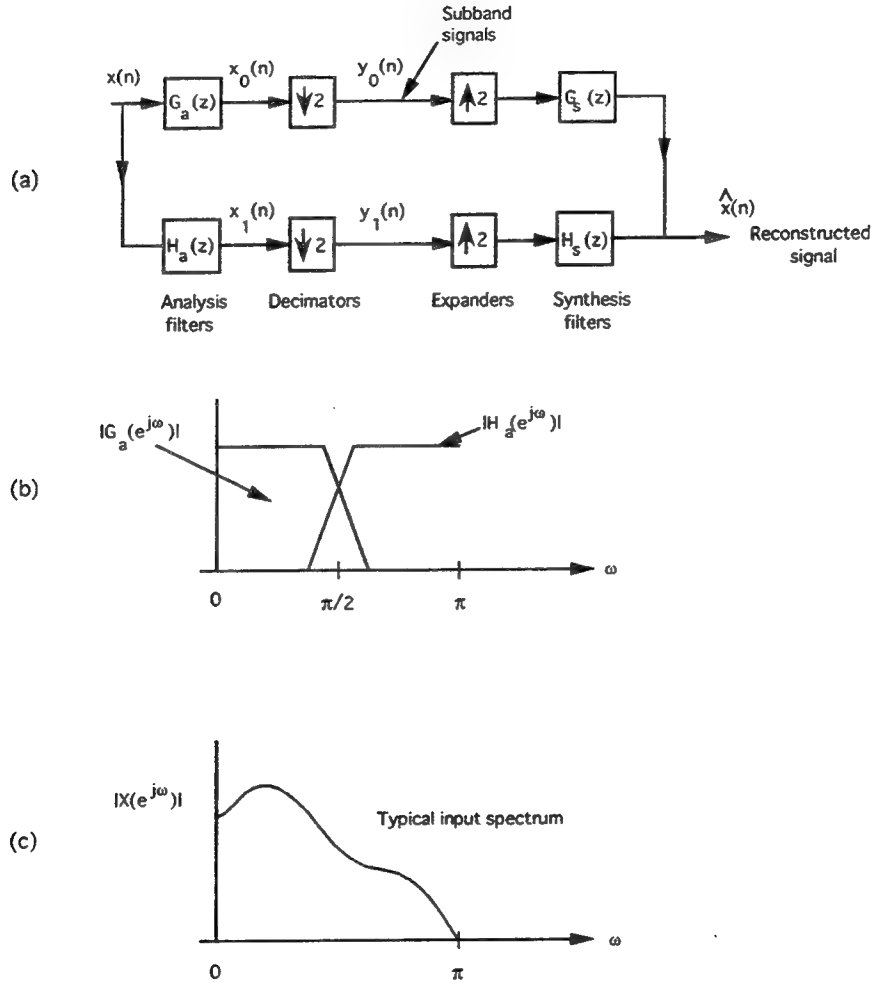 Subband
signals
x(n)
x₀(n)
y₀(n)
Gₐ(z)
↓2
↑2
Gₛ(z)
(a)
x₁(n)
y₁(n)
x̂(n)
Hₐ(z)
↓2
↑2
Hₛ(z)
Reconstructed
signal
Analysis
filters
Decimators
Expanders
Synthesis
filters
(b)
|Gₐ(e^{jω})|
|Hₐ(e^{jω})|
ω
0
π/2
π
(c)
|X(e^{jω})|
Typical input spectrum
ω
0
π